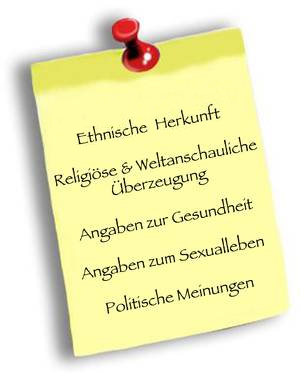 Ethnische Herkunft
Religiöse & Weltanschauliche
Überzeugung
Angaben zur Gesundheit
Angaben zum Sexualleben
Politische Meinungen